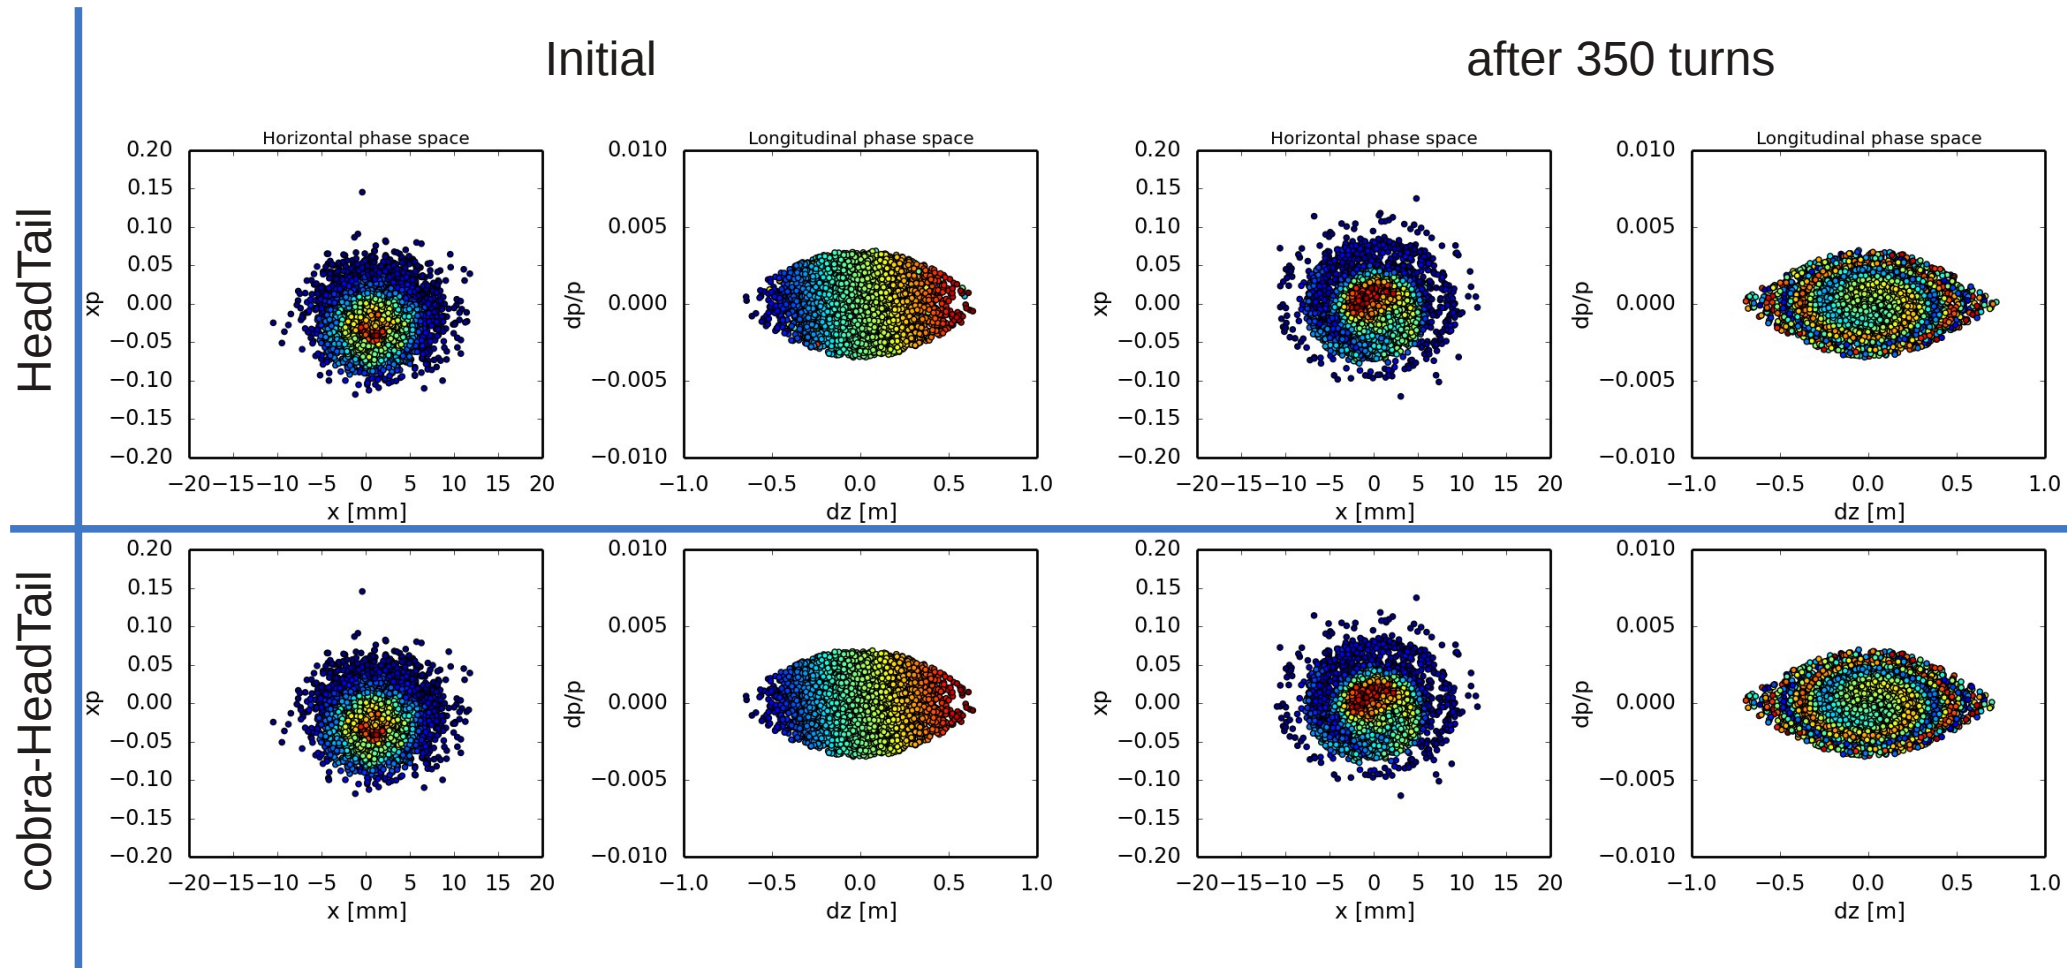 Initial
after 350 turns
HeadTail
Horizontal phase space
0.20
0.15
0.10
0.05
0.00
−0.05
−0.10
−0.15
−0.20
xp
−20 −15 −10 −5 0 5 10 15 20
x [mm]
Longitudinal phase space
0.010
0.005
0.000
−0.005
−0.010
dp/p
−1.0 −0.5 0.0 0.5 1.0
dz [m]
Horizontal phase space
0.20
0.15
0.10
0.05
0.00
−0.05
−0.10
−0.15
−0.20
xp
−20 −15 −10 −5 0 5 10 15 20
x [mm]
Longitudinal phase space
0.010
0.005
0.000
−0.005
−0.010
dp/p
−1.0 −0.5 0.0 0.5 1.0
dz [m]
cobra-HeadTail
0.20
0.15
0.10
0.05
0.00
−0.05
−0.10
−0.15
−0.20
xp
−20 −15 −10 −5 0 5 10 15 20
x [mm]
0.010
0.005
0.000
−0.005
−0.010
dp/p
−1.0 −0.5 0.0 0.5 1.0
dz [m]
0.20
0.15
0.10
0.05
0.00
−0.05
−0.10
−0.15
−0.20
xp
−20 −15 −10 −5 0 5 10 15 20
x [mm]
0.010
0.005
0.000
−0.005
−0.010
dp/p
−1.0 −0.5 0.0 0.5 1.0
dz [m]